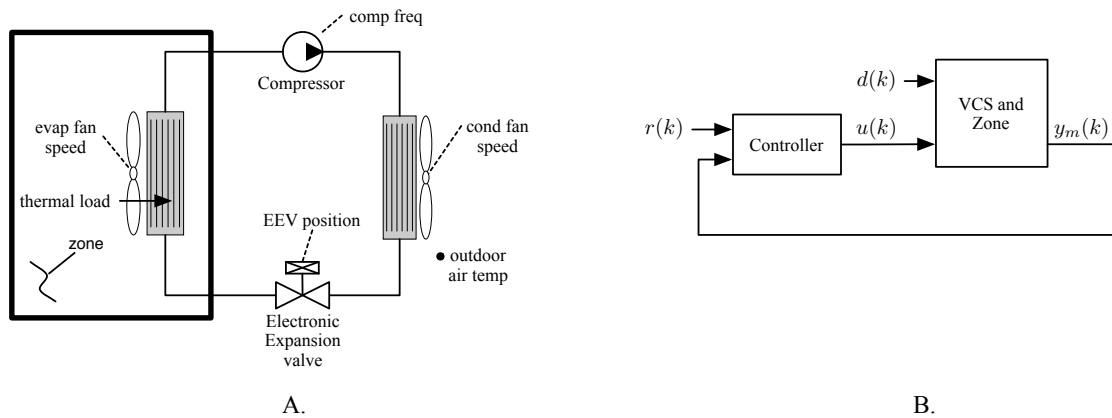 comp freq
Compressor
evap fan
speed
cond fan
speed
thermal load
EEV position
zone
outdoor
air temp
Electronic
Expansion
valve
A.
d(k)
VCS and
Zone
r(k)
Controller
u(k)
y_m(k)
B.